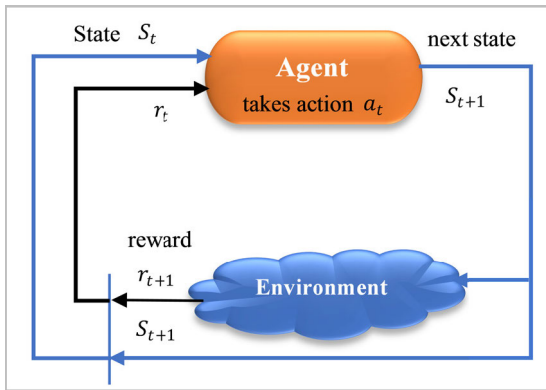 State S_t
next state
Agent
takes action a_t
r_t
S_{t+1}
reward
r_{t+1}
Environment
S_{t+1}